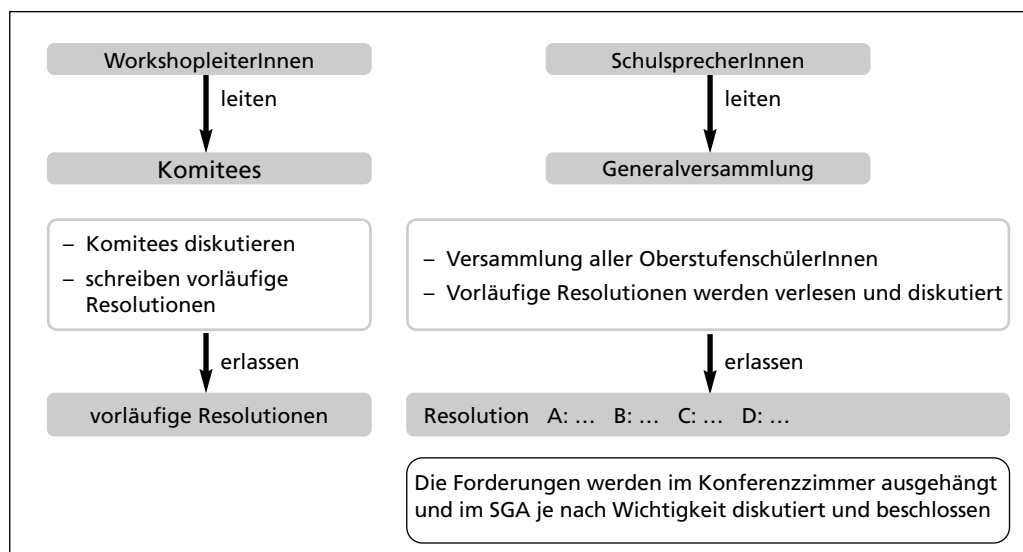 WorkshopleiterInnen
leiten
Komitees
– Komitees diskutieren
– schreiben vorläufige
Resolutionen
erlassen
vorläufige Resolutionen
SchulsprecherInnen
leiten
Generalversammlung
– Versammlung aller OberstufenschülerInnen
– Vorläufige Resolutionen werden verlesen und diskutiert
erlassen
Resolution A: … B: … C: … D: …
Die Forderungen werden im Konferenzzimmer ausgehängt
und im SGA je nach Wichtigkeit diskutiert und beschlossen